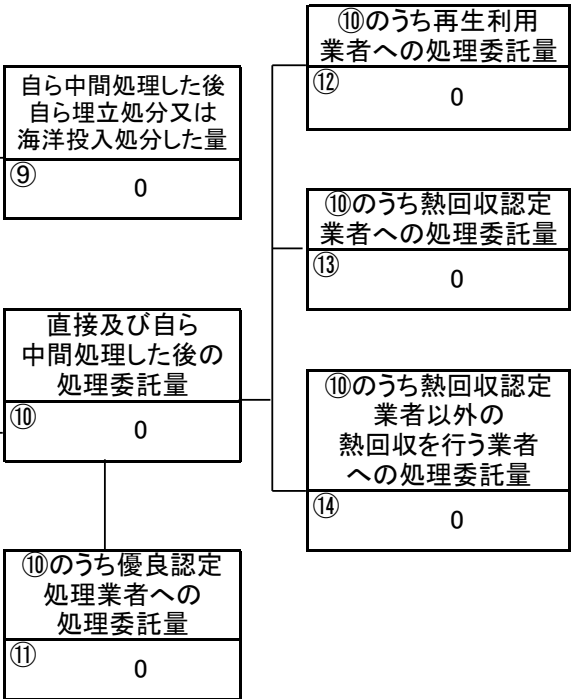 自ら中間処理した後
自ら埋立処分又は
海洋投入処分した量
⑨
0
直接及び自ら
中間処理した後の
処理委託量
⑩
0
⑩のうち優良認定
処理業者への
処理委託量
⑪
0
⑩のうち再生利用
業者への処理委託量
⑫
0
⑩のうち熱回収認定
業者への処理委託量
⑬
0
⑩のうち熱回収認定
業者以外の
熱回収を行う業者
への処理委託量
⑭
0